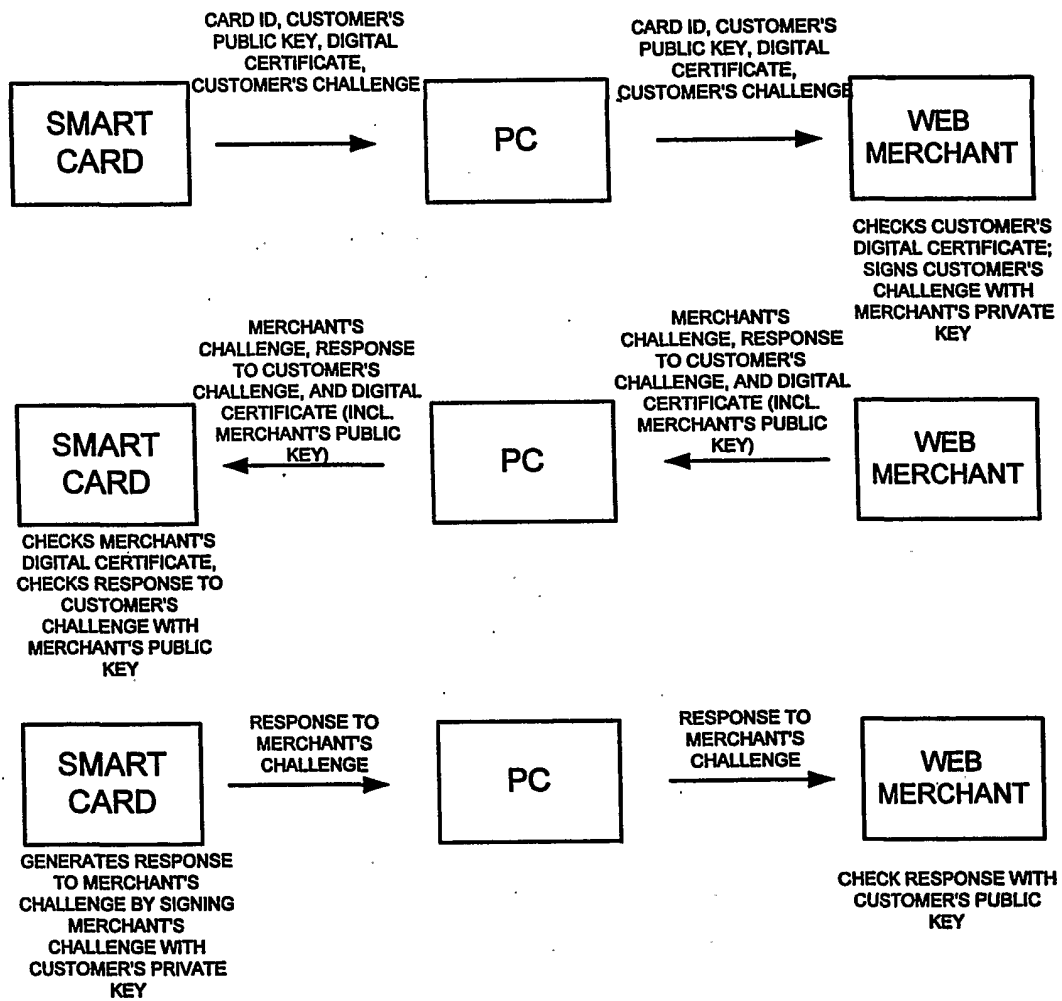 CARD ID, CUSTOMER'S
PUBLIC KEY, DIGITAL
CERTIFICATE,
CUSTOMER'S CHALLENGE
CARD ID, CUSTOMER'S
PUBLIC KEY, DIGITAL
CERTIFICATE,
CUSTOMER'S CHALLENGE
SMART
CARD
PC
WEB
MERCHANT
CHECKS CUSTOMER'S
DIGITAL CERTIFICATE;
SIGNS CUSTOMER'S
CHALLENGE WITH
MERCHANT'S PRIVATE
KEY
MERCHANT'S
CHALLENGE, RESPONSE
TO CUSTOMER'S
CHALLENGE, AND DIGITAL
CERTIFICATE (INCL.
MERCHANT'S PUBLIC
KEY)
MERCHANT'S
CHALLENGE, RESPONSE
TO CUSTOMER'S
CHALLENGE, AND DIGITAL
CERTIFICATE (INCL.
MERCHANT'S PUBLIC
KEY)
SMART
CARD
PC
WEB
MERCHANT
CHECKS MERCHANT'S
DIGITAL CERTIFICATE,
CHECKS RESPONSE TO
CUSTOMER'S
CHALLENGE WITH
MERCHANT'S PUBLIC
KEY
RESPONSE TO
MERCHANT'S
CHALLENGE
RESPONSE TO
MERCHANT'S
CHALLENGE
SMART
CARD
PC
WEB
MERCHANT
GENERATES RESPONSE
TO MERCHANT'S
CHALLENGE BY SIGNING
MERCHANT'S
CHALLENGE WITH
CUSTOMER'S PRIVATE
KEY
CHECK RESPONSE WITH
CUSTOMER'S PUBLIC
KEY